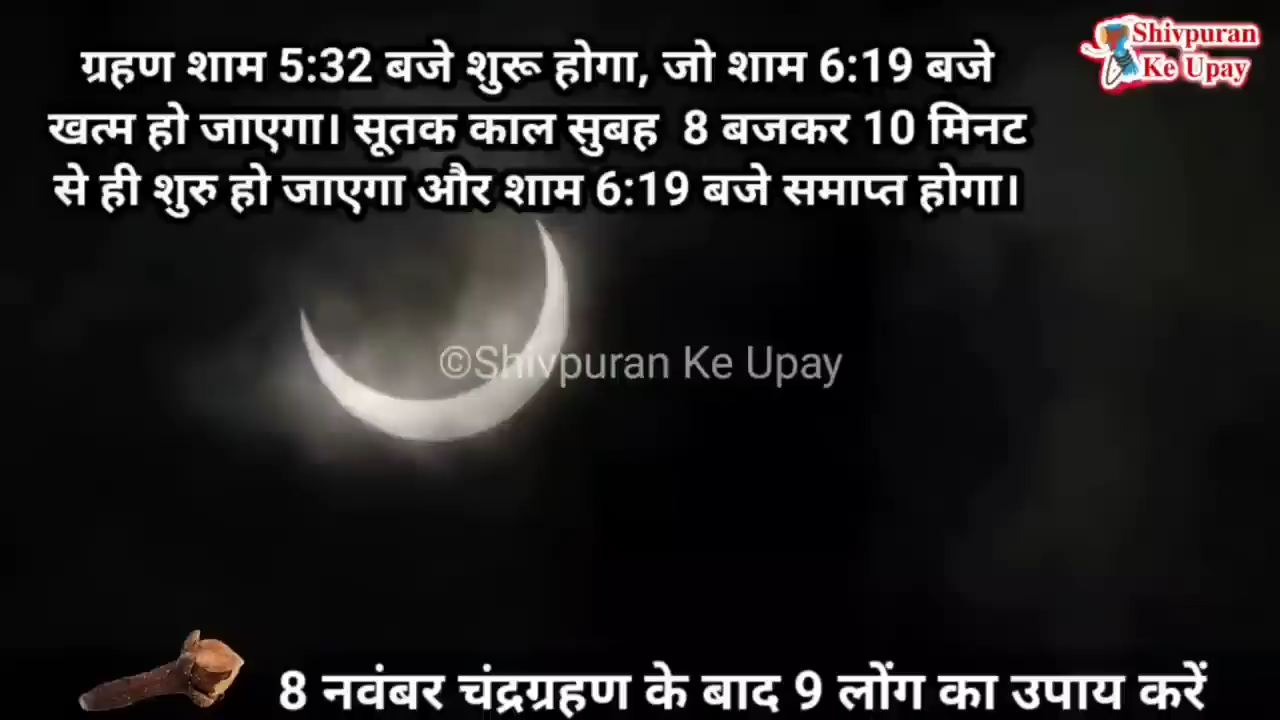 ग्रहण शाम 5:32 बजे शुरू होगा, जो शाम 6:19 बजे
खत्म हो जाएगा। सूतक काल सुबह 8 बजकर 10 मिनट
से ही शुरु हो जाएगा और शाम 6:19 बजे समाप्त होगा।
Shivpuran
Ke Upay
©Shivpuran Ke Upay
8 नवंबर चंद्रग्रहण के बाद 9 लोंग का उपाय करें